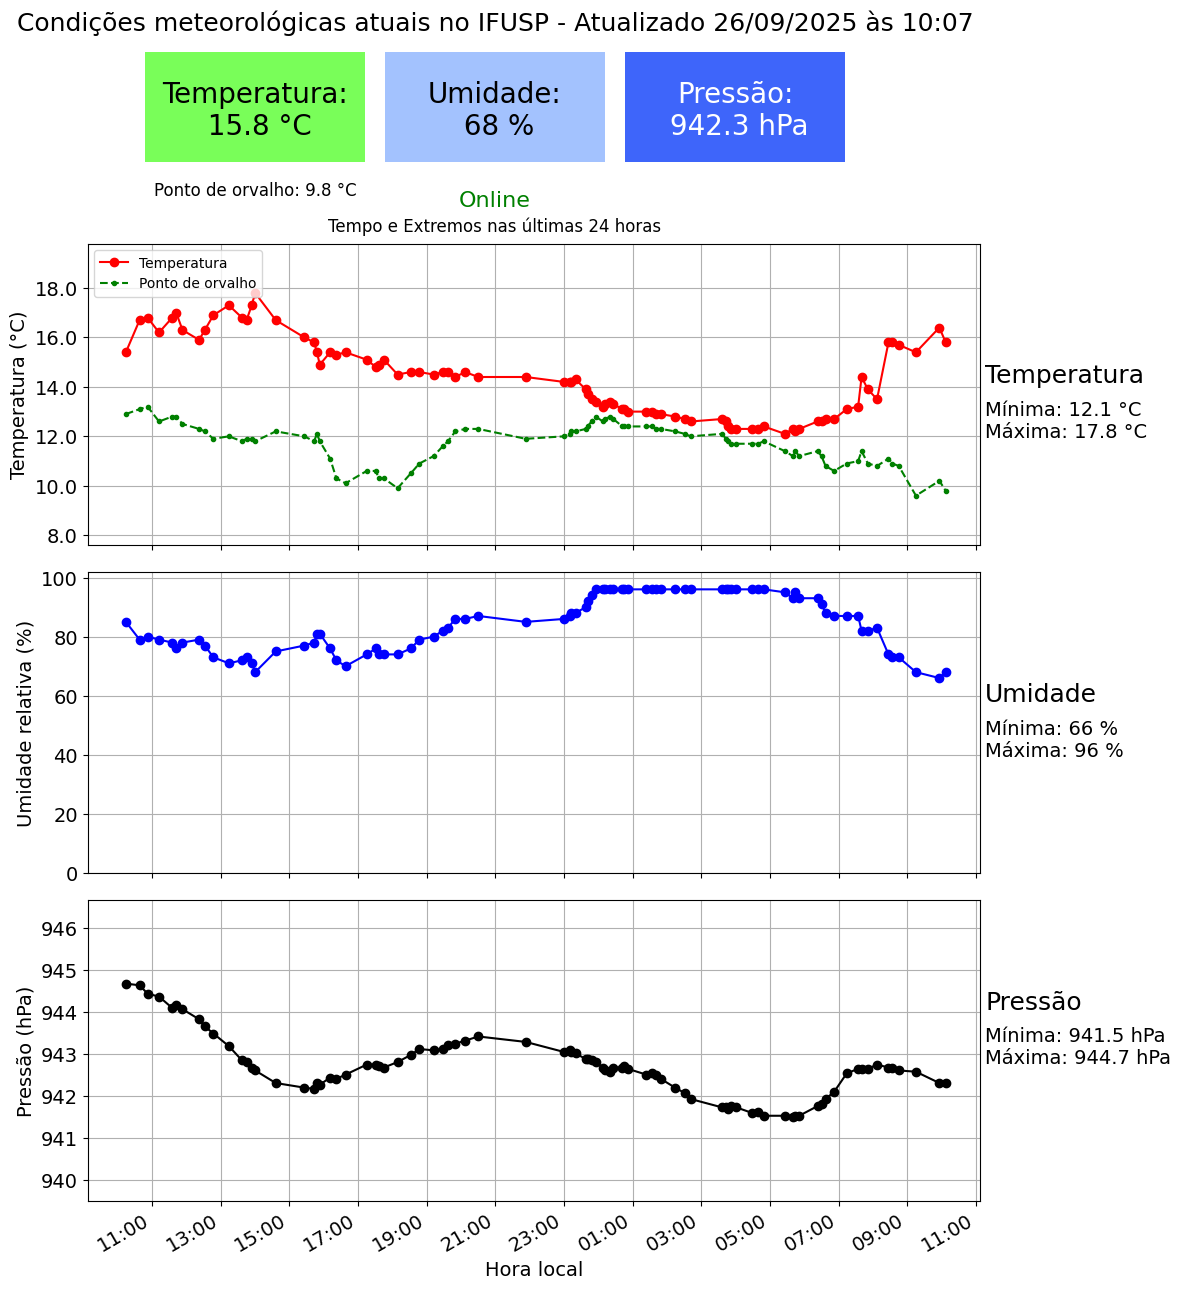 Condições meteorológicas atuais no IFUSP - Atualizado 26/09/2025 às 10:07
Temperatura:
15.8 °C
Umidade:
68 %
Pressão:
942.3 hPa
Ponto de orvalho: 9.8 °C
Online
Tempo e Extremos nas últimas 24 horas
Temperatura
Ponto de orvalho
Temperatura (°C)
18.0
16.0
14.0
12.0
10.0
8.0
Temperatura
Mínima: 12.1 °C
Máxima: 17.8 °C
Umidade relativa (%)
100
80
60
40
20
0
Umidade
Mínima: 66 %
Máxima: 96 %
Pressão (hPa)
946
945
944
943
942
941
940
Pressão
Mínima: 941.5 hPa
Máxima: 944.7 hPa
11:00 13:00 15:00 17:00 19:00 21:00 23:00 01:00 03:00 05:00 07:00 09:00 11:00
Hora local